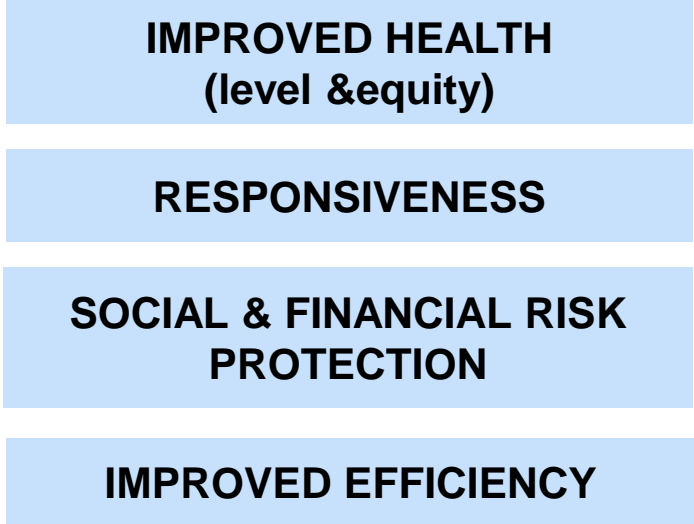 IMPROVED HEALTH
(level &equity)
RESPONSIVENESS
SOCIAL & FINANCIAL RISK
PROTECTION
IMPROVED EFFICIENCY